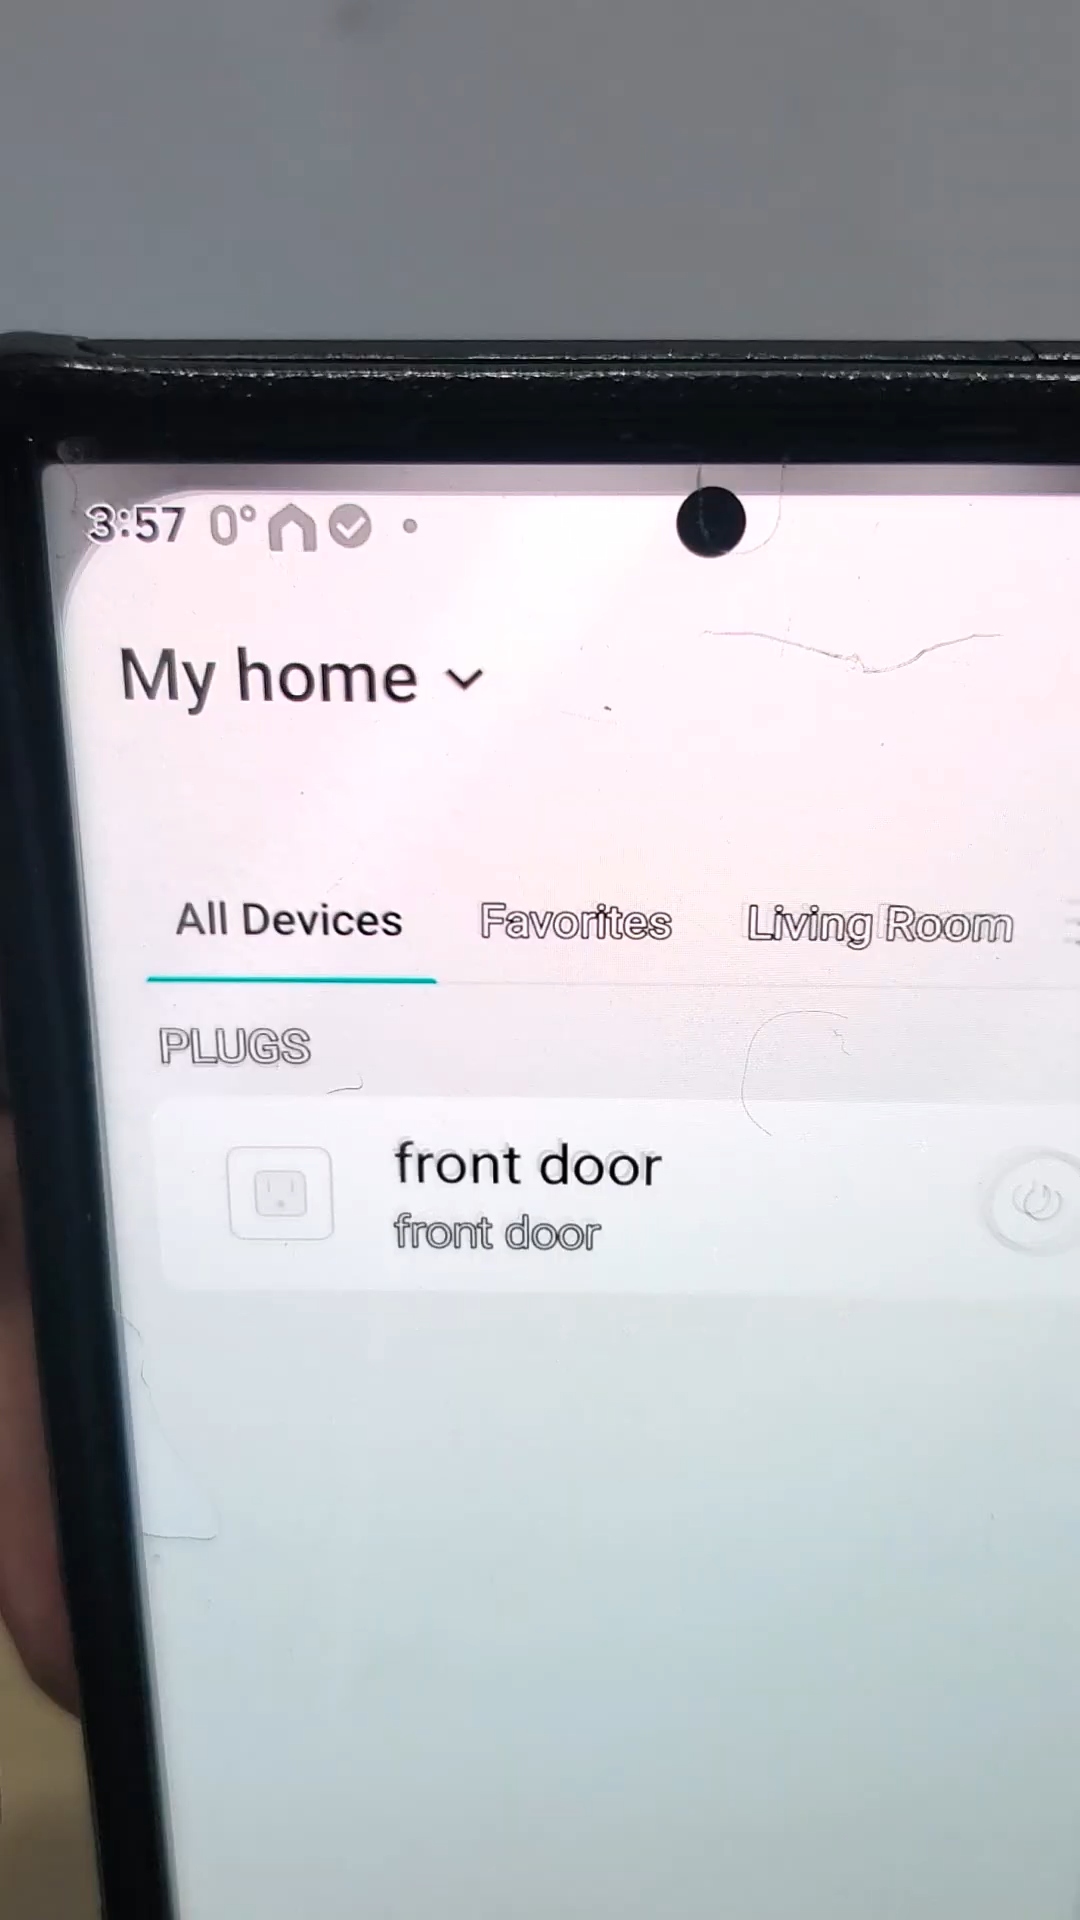 3:57 0°
My home
All Devices Favorites Living Room
PLUGS
front door
front door